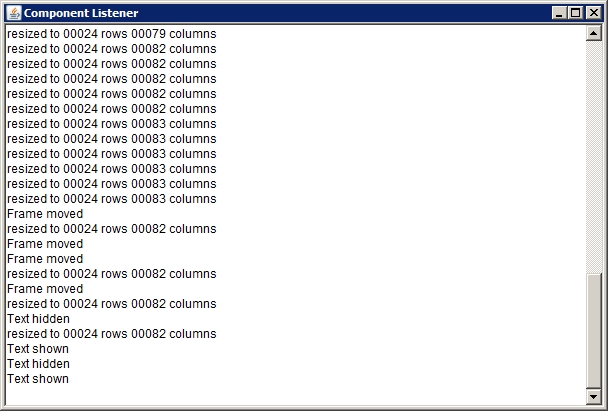 Component Listener
resized to 00024 rows 00079 columns
resized to 00024 rows 00082 columns
resized to 00024 rows 00082 columns
resized to 00024 rows 00082 columns
resized to 00024 rows 00082 columns
resized to 00024 rows 00082 columns
resized to 00024 rows 00083 columns
resized to 00024 rows 00083 columns
resized to 00024 rows 00083 columns
resized to 00024 rows 00083 columns
resized to 00024 rows 00083 columns
resized to 00024 rows 00083 columns
Frame moved
resized to 00024 rows 00082 columns
Frame moved
Frame moved
resized to 00024 rows 00082 columns
Frame moved
resized to 00024 rows 00082 columns
Text hidden
resized to 00024 rows 00082 columns
Text shown
Text hidden
Text shown